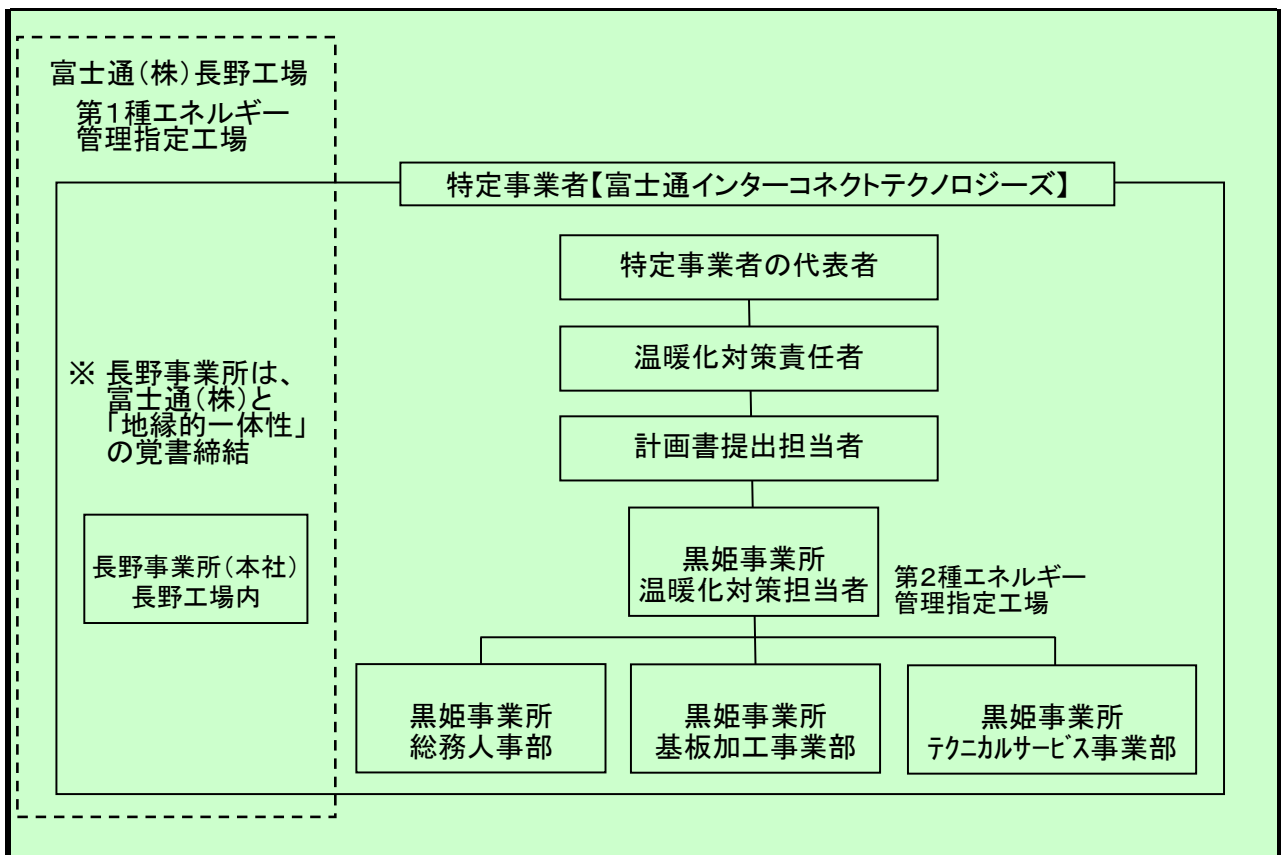 富士通(株)長野工場
第1種エネルギー
管理指定工場
特定事業者【富士通インターコネクトテクノロジーズ】
特定事業者の代表者
温暖化対策責任者
計画書提出担当者
※ 長野事業所は、
富士通(株)と
「地縁的一体性」
の覚書締結
長野事業所(本社)
長野工場内
黒姫事業所
温暖化対策担当者
第2種エネルギー
管理指定工場
黒姫事業所
総務人事部
黒姫事業所
基板加工事業部
黒姫事業所
ﾃｸﾆｶﾙｻｰﾋﾞｽ事業部